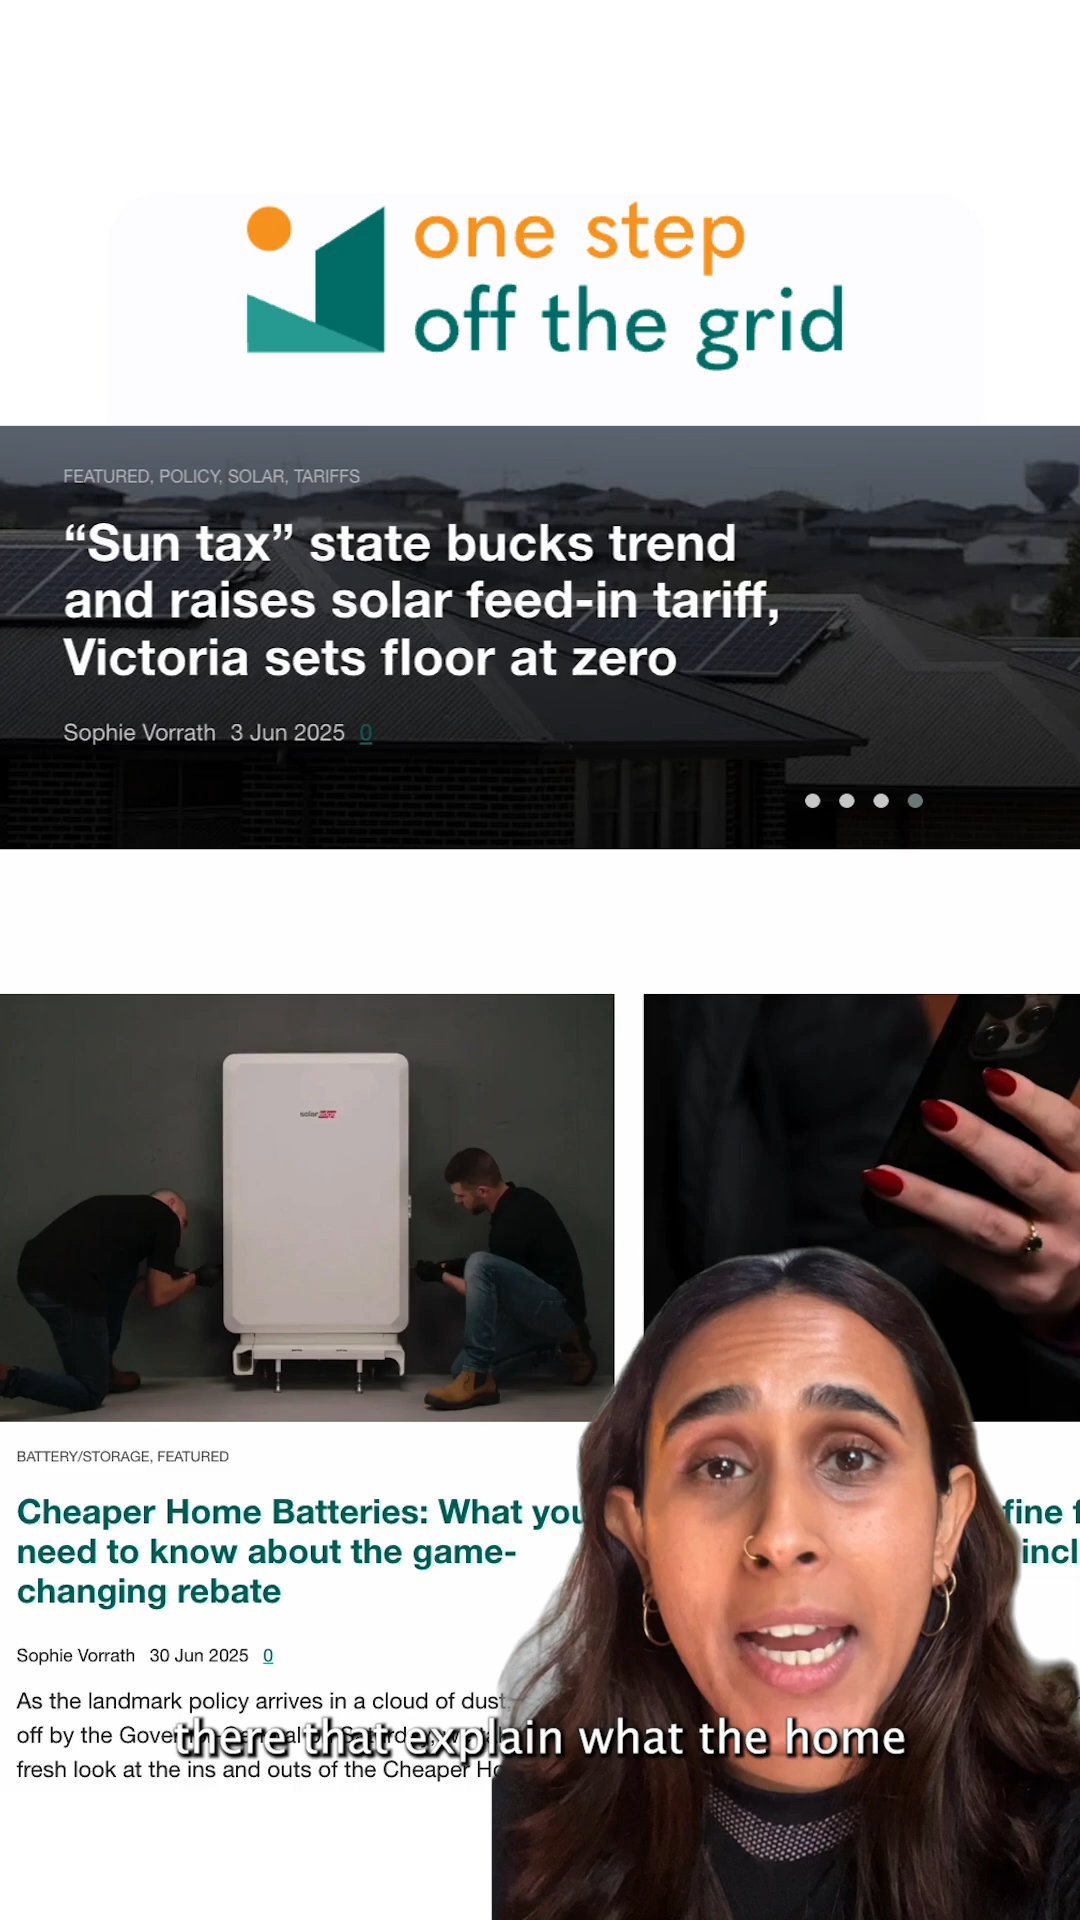 one step
off the grid
FEATURED, POLICY, SOLAR, TARIFFS
“Sun tax” state bucks trend
and raises solar feed-in tariff,
Victoria sets floor at zero
Sophie Vorrath 3 Jun 2025 0
solar
BATTERY/STORAGE, FEATURED
Cheaper Home Batteries: What you
need to know about the game-
changing rebate
Sophie Vorrath 30 Jun 2025 0
fine
incl
As the landmark policy arrives in a cloud of dust
off by the
fresh look at the ins and outs of the Cheaper
there that explain what the home